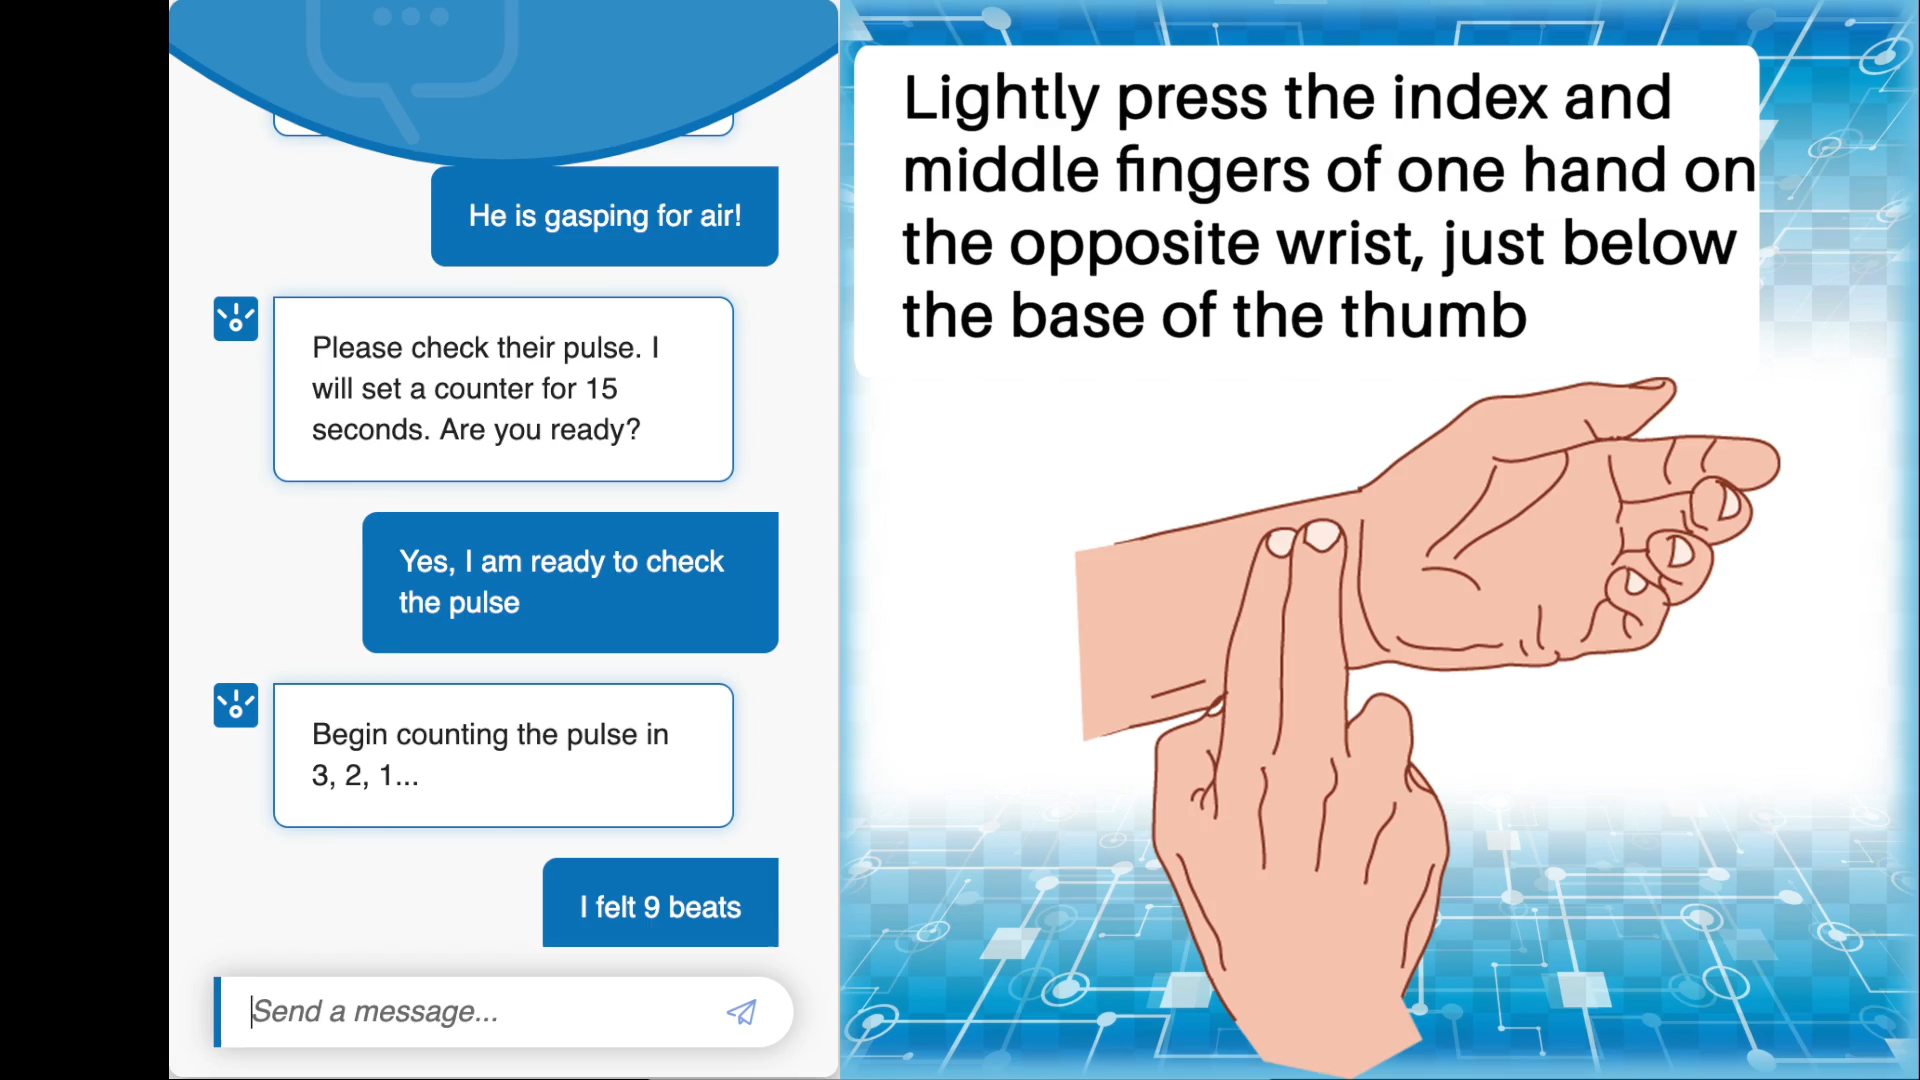 He is gasping for air!
Please check their pulse. I
will set a counter for 15
seconds. Are you ready?
Yes, I am ready to check
the pulse
Begin counting the pulse in
3, 2, 1...
I felt 9 beats
Send a message...
Lightly press the index and
middle fingers of one hand on
the opposite wrist, just below
the base of the thumb